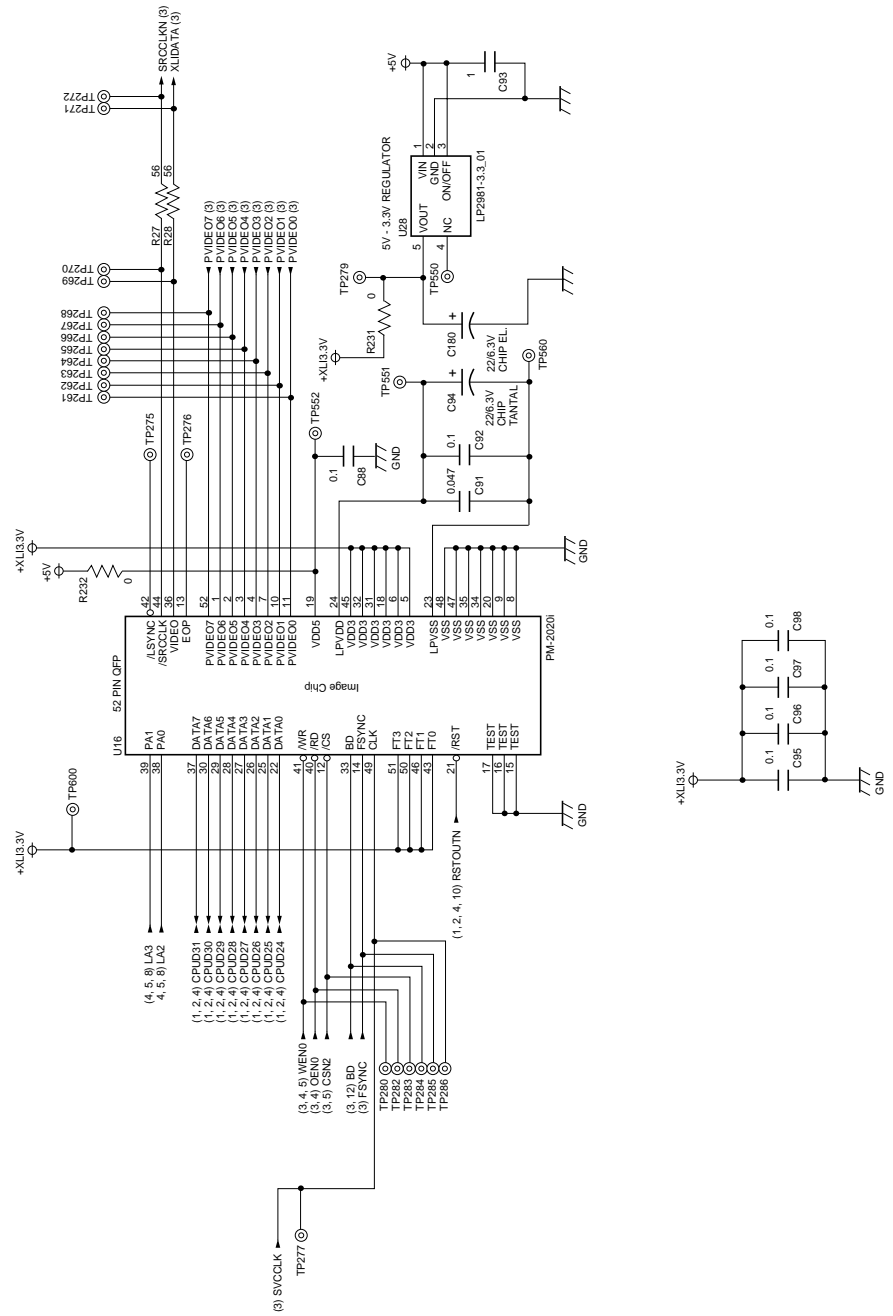 SRCCLKN (3)
XLIDATA (3)
TP272
TP271
56
56
R27
R28
TP270
TP269
TP268
TP267
TP266
TP265
TP264
TP263
TP262
TP261
PVIDEO7 (3)
PVIDEO6 (3)
PVIDEO5 (3)
PVIDEO4 (3)
PVIDEO3 (3)
PVIDEO2 (3)
PVIDEO1 (3)
PVIDEO0 (3)
TP275
TP276
TP552
0.1
C88
GND
+5V
1
C93
5V - 3.3V REGULATOR
U28
VOUT
VIN
GND
NC
ON/OFF
LP2981-3.3_01
5
4
1
2
3
TP279
TP550
0
R231
+XLI3.3V
C180
+
22/6.3V
CHIP EL.
TP551
TP560
C94
+
22/6.3V
CHIP
TANTAL
0.1
C92
0.047
C91
+XLI3.3V
+5V
R232
0
U16
52 PIN QFP
Image Chip
PM-2020i
42 /LSYNC
44 /SRCCLK
36 VIDEO
13 EOP
52 PVIDEO7
1 PVIDEO6
2 PVIDEO5
3 PVIDEO4
4 PVIDEO3
7 PVIDEO2
10 PVIDEO1
11 PVIDEO0
19 VDD5
24 LPVDD
45 VDD3
32 VDD3
31 VDD3
18 VDD3
6 VDD3
5 VDD3
23 LPVSS
48 VSS
47 VSS
35 VSS
34 VSS
20 VSS
9 VSS
8 VSS
GND
39 PA1
38 PA0
37 DATA7
30 DATA6
29 DATA5
28 DATA4
27 DATA3
26 DATA2
25 DATA1
22 DATA0
41 /WR
40 /RD
12 /CS
33 BD
14 FSYNC
49 CLK
51 FT3
50 FT2
46 FT1
43 FT0
21 /RST
17 TEST
16 TEST
15 TEST
GND
TP600
+XLI3.3V
(4, 5, 8) LA3
4, 5, 8) LA2
(1, 2, 4) CPUD31
(1, 2, 4) CPUD30
(1, 2, 4) CPUD29
(1, 2, 4) CPUD28
(1, 2, 4) CPUD27
(1, 2, 4) CPUD26
(1, 2, 4) CPUD25
(1, 2, 4) CPUD24
(3, 4, 5) WEN0
(3, 4) OEN0
(3, 5) CSN2
(3, 12) BD
(3) FSYNC
(1, 2, 4, 10) RSTOUTN
TP280
TP282
TP283
TP284
TP285
TP286
(3) SVCCLK
TP277
+XLI3.3V
0.1
C95
0.1
C96
0.1
C97
0.1
C98
GND